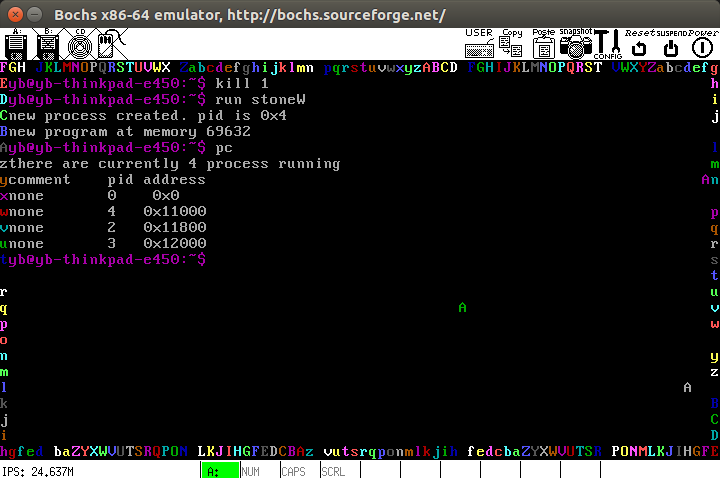 Bochs x86-64 emulator, http://bochs.sourceforge.net/
A: B: CD USER Copy Paste snapshot CONFIG Reset SUSPEND Power
FGH JKLMNOPQRSTUVWX Zabcdefghijklmn pqrstuvwxyzABCD FGHIJKLMNOPQRST VWXYZabcdefg
Eyb@yb-thinkpad-e450:~$ kill 1 h
Dyb@yb-thinkpad-e450:~$ run stoneW i
Cnew process created. pid is 0x4 j
Bnew program at memory 69632
Ayb@yb-thinkpad-e450:~$ pc l
zthere are currently 4 process running m
ycomment pid address An
xnone 0 0x0
wnone 4 0x11000 p
vnone 2 0x11800 q
unone 3 0x12000 r
tyb@yb-thinkpad-e450:~$ s
t
r u
q A v
p w
o
n y
m z
l A
k B
j C
i D
hgfed baZYXWVUTSRQPON LKJIHGFEDCBAz vutsrqponmlkjih fedcbaZYXWVUTS PONMLKJIHGFE
IPS: 24.637M A: NUM CAPS SCRL